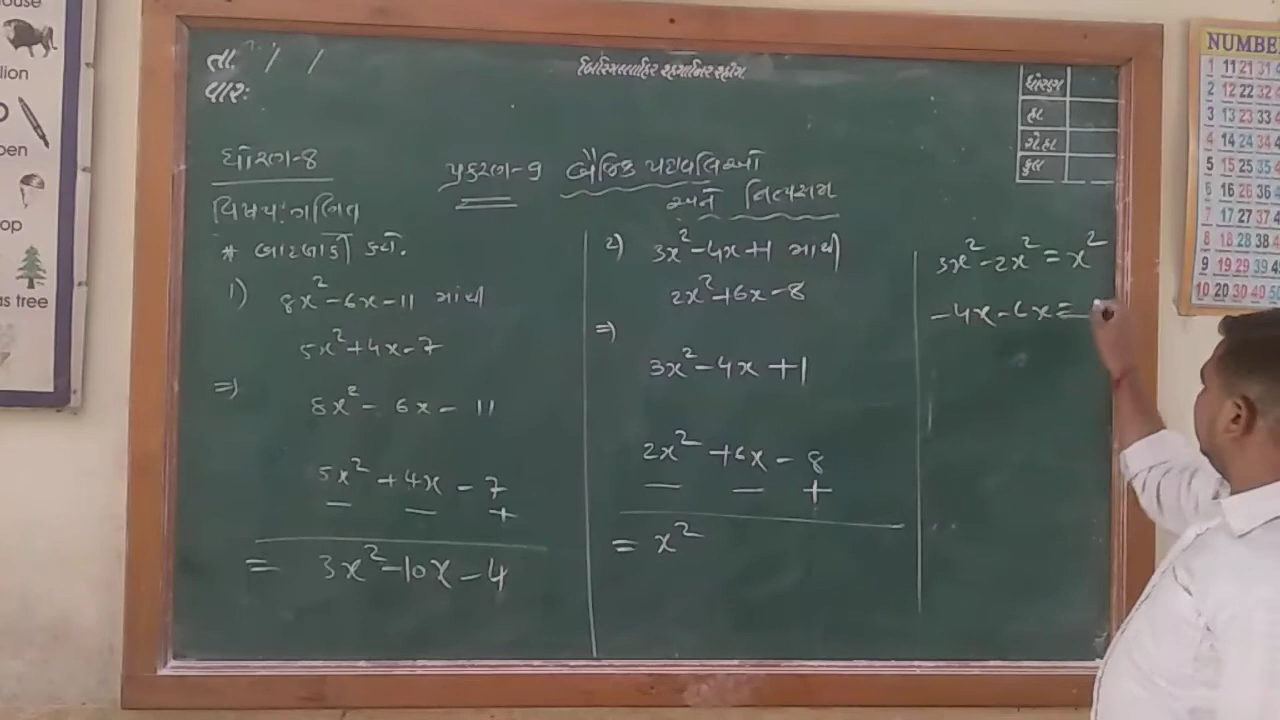 તા. / /
વારઃ
ધોરણ-8
પ્રકરણ-9 બૈજિક પદાવલિઓ
અને નિત્યસમ
વિષયઃ ગણિત
* બાદબાકી કરો.
1) 8x²-6x-11 માંથી
5x²+4x-7
=)
8x² - 6x - 11
5x² + 4x - 7
— — +
= 3x²-10x-4
2) 3x²-4x+1 માંથી
2x²+6x-8
=)
3x²-4x+1
2x² +6x - 8
— — +
= x²
3x²-2x²=x²
-4x-6x=
હા
ગે.હા
કુલ
NUMBE
1 11 21 31 4
2 12 22 32
3 13 23 33
4 14 24 34
5 15 25 35
6 16 26 36
7 17 27 37
8 18 28 38
9 19 29 39
10 20 30 40 50
lion
pen
op
as tree